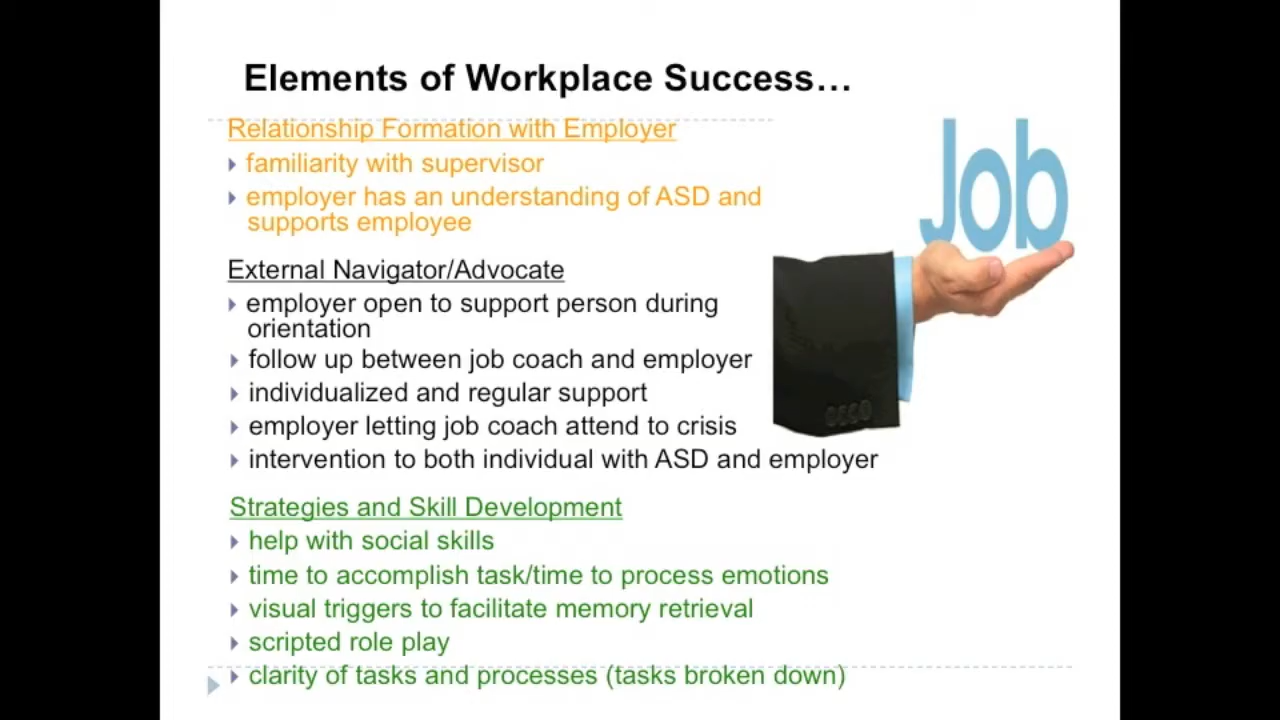 Elements of Workplace Success…
Relationship Formation with Employer
familiarity with supervisor
employer has an understanding of ASD and
supports employee
Job
External Navigator/Advocate
employer open to support person during
orientation
follow up between job coach and employer
individualized and regular support
employer letting job coach attend to crisis
intervention to both individual with ASD and employer
Strategies and Skill Development
help with social skills
time to accomplish task/time to process emotions
visual triggers to facilitate memory retrieval
scripted role play
clarity of tasks and processes (tasks broken down)